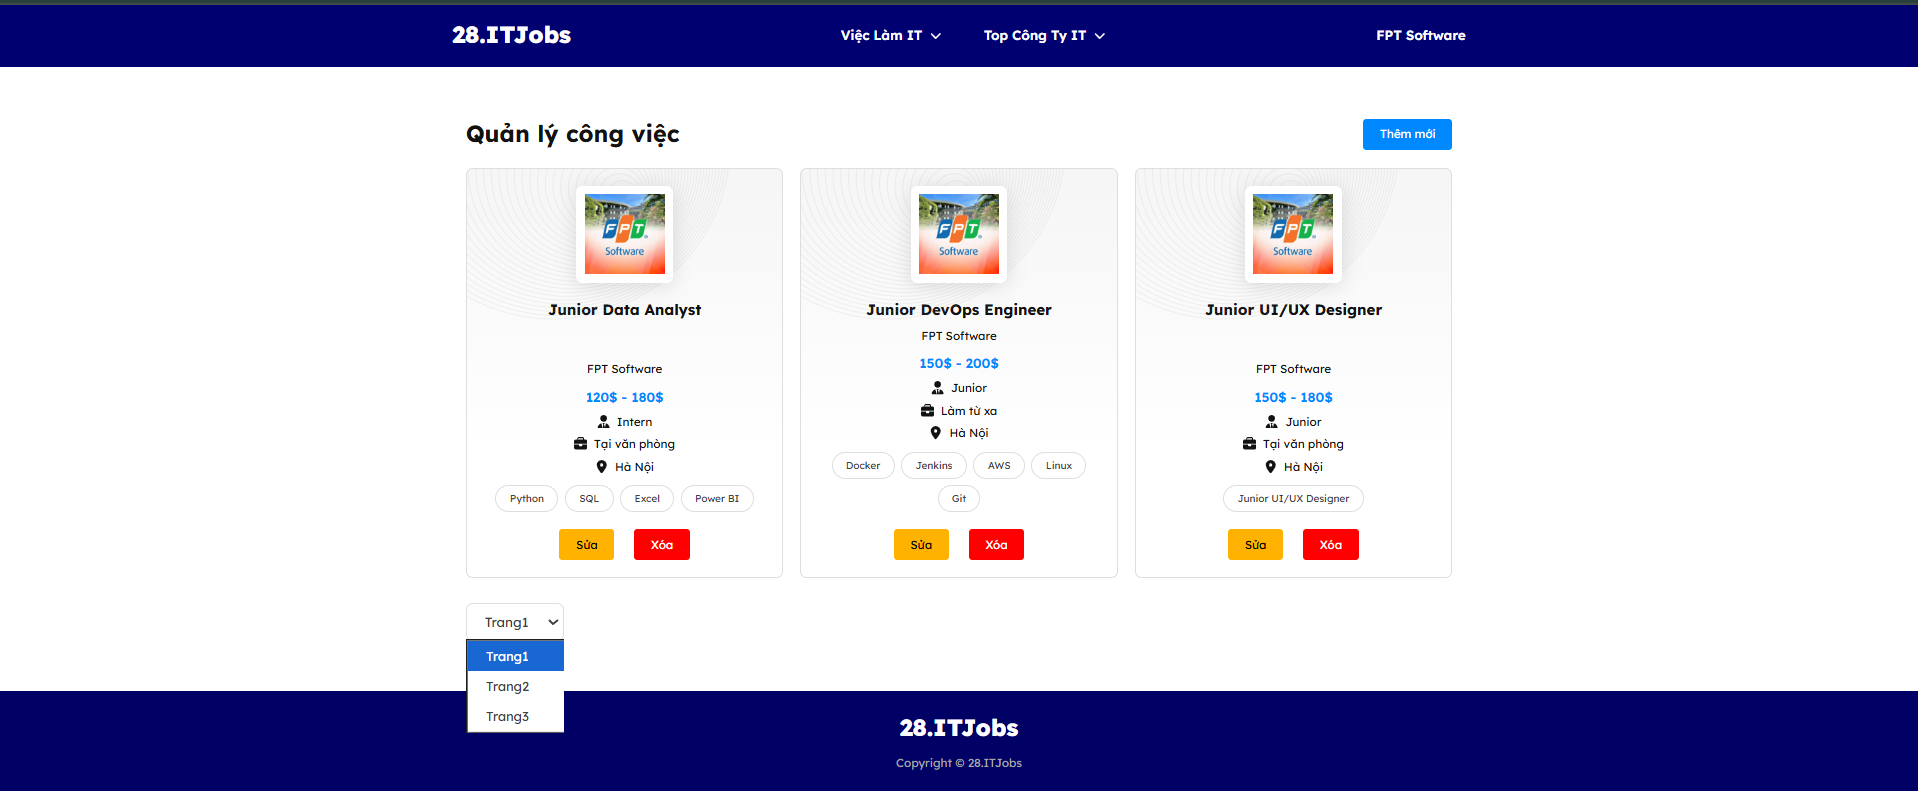 28.ITJobs
Việc Làm IT
Top Công Ty IT
FPT Software
Quản lý công việc
Thêm mới
FPT
Software
Junior Data Analyst
FPT Software
120$ - 180$
Intern
Tại văn phòng
Hà Nội
Python
SQL
Excel
Power BI
Sửa
Xóa
FPT
Software
Junior DevOps Engineer
FPT Software
150$ - 200$
Junior
Làm từ xa
Hà Nội
Docker
Jenkins
AWS
Linux
Git
Sửa
Xóa
FPT
Software
Junior UI/UX Designer
FPT Software
150$ - 180$
Junior
Tại văn phòng
Hà Nội
Junior UI/UX Designer
Sửa
Xóa
Trang1
Trang1
Trang2
Trang3
28.ITJobs
Copyright © 28.ITJobs